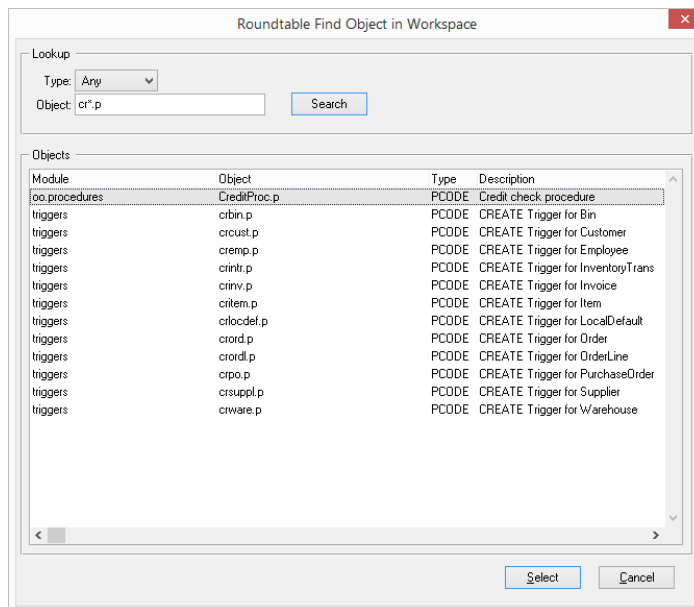 Roundtable Find Object in Workspace
Lookup
Type: Any
Object: cr*.p Search
Objects
Module Object Type Description
oo.procedures CreditProc.p PCODE Credit check procedure
triggers crbin.p PCODE CREATE Trigger for Bin
triggers crcust.p PCODE CREATE Trigger for Customer
triggers cremp.p PCODE CREATE Trigger for Employee
triggers crintr.p PCODE CREATE Trigger for InventoryTrans
triggers crinv.p PCODE CREATE Trigger for Invoice
triggers critem.p PCODE CREATE Trigger for Item
triggers crlocdef.p PCODE CREATE Trigger for LocalDefault
triggers crord.p PCODE CREATE Trigger for Order
triggers crordl.p PCODE CREATE Trigger for OrderLine
triggers crpo.p PCODE CREATE Trigger for PurchaseOrder
triggers crsuppl.p PCODE CREATE Trigger for Supplier
triggers crware.p PCODE CREATE Trigger for Warehouse
Select Cancel